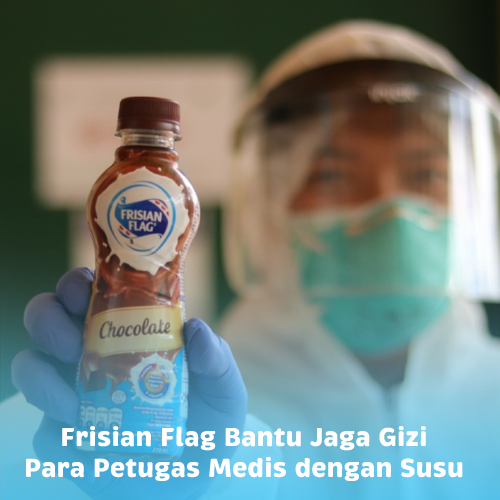 FRISIAN
FLAG
Chocolate
Frisian Flag Bantu Jaga Gizi
Para Petugas Medis dengan Susu